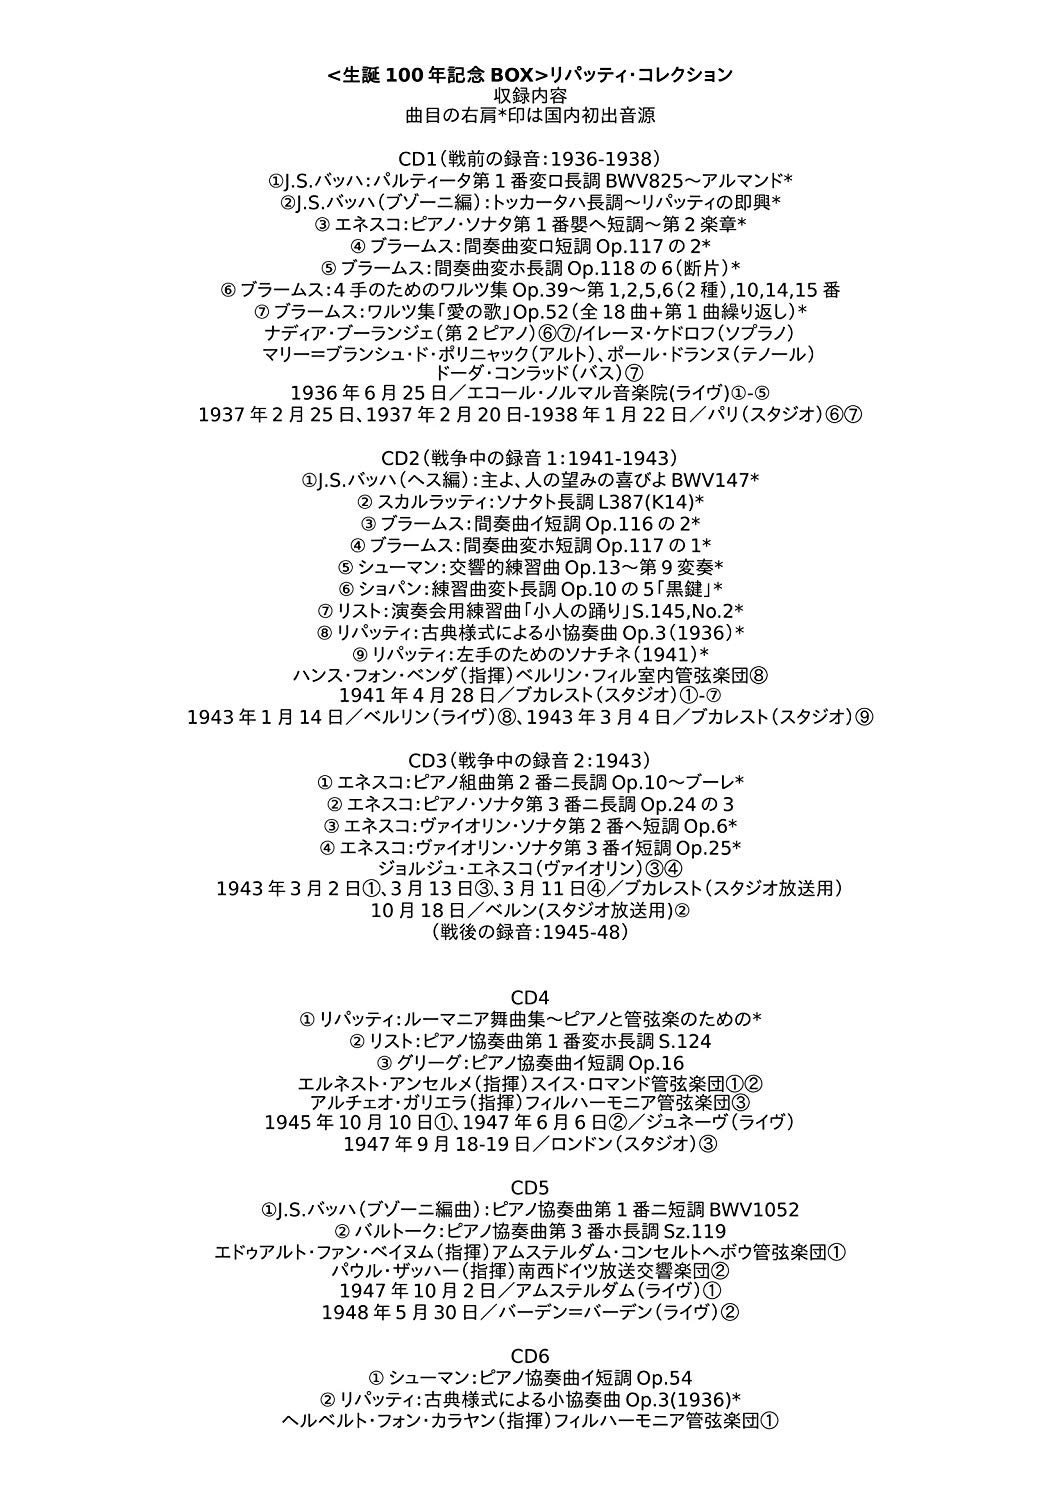 <生誕 100 年記念 BOX>リパッティ・コレクション
収録内容
曲目の右肩*印は国内初出音源
CD1（戦前の録音：1936-1938）
①J.S.バッハ：パルティータ第 1 番変ロ長調 BWV825～アルマンド*
②J.S.バッハ（ブゾーニ編）：トッカータハ長調～リパッティの即興*
③ エネスコ：ピアノ・ソナタ第 1 番嬰ヘ短調～第 2 楽章*
④ ブラームス：間奏曲変ロ短調 Op.117 の 2*
⑤ ブラームス：間奏曲変ホ長調 Op.118 の 6（断片）*
⑥ ブラームス：4 手のためのワルツ集 Op.39～第 1,2,5,6（2 種）,10,14,15 番
⑦ ブラームス：ワルツ集「愛の歌」Op.52（全 18 曲＋第 1 曲繰り返し）*
ナディア・ブーランジェ（第 2 ピアノ）⑥⑦/イレーヌ・ケドロフ（ソプラノ）
マリー＝ブランシュ・ド・ポリニャック（アルト）、ポール・ドランヌ（テノール）
ドーダ・コンラッド（バス）⑦
1936 年 6 月 25 日／エコール・ノルマル音楽院(ライヴ)①-⑤
1937 年 2 月 25 日、1937 年 2 月 20 日-1938 年 1 月 22 日／パリ（スタジオ）⑥⑦
CD2（戦争中の録音 1：1941-1943）
①J.S.バッハ（ヘス編）：主よ、人の望みの喜びよ BWV147*
② スカルラッティ：ソナタト長調 L387(K14)*
③ ブラームス：間奏曲イ短調 Op.116 の 2*
④ ブラームス：間奏曲変ホ短調 Op.117 の 1*
⑤ シューマン：交響的練習曲 Op.13～第 9 変奏*
⑥ ショパン：練習曲変ト長調 Op.10 の 5「黒鍵」*
⑦ リスト：演奏会用練習曲「小人の踊り」S.145,No.2*
⑧ リパッティ：古典様式による小協奏曲 Op.3（1936）*
⑨ リパッティ：左手のためのソナチネ（1941）*
ハンス・フォン・ベンダ（指揮）ベルリン・フィル室内管弦楽団⑧
1941 年 4 月 28 日／ブカレスト（スタジオ）①-⑦
1943 年 1 月 14 日／ベルリン（ライヴ）⑧、1943 年 3 月 4 日／ブカレスト（スタジオ）⑨
CD3（戦争中の録音 2：1943）
① エネスコ：ピアノ組曲第 2 番ニ長調 Op.10～ブーレ*
② エネスコ：ピアノ・ソナタ第 3 番ニ長調 Op.24 の 3
③ エネスコ：ヴァイオリン・ソナタ第 2 番ヘ短調 Op.6*
④ エネスコ：ヴァイオリン・ソナタ第 3 番イ短調 Op.25*
ジョルジュ・エネスコ（ヴァイオリン）③④
1943 年 3 月 2 日①、3 月 13 日③、3 月 11 日④／ブカレスト（スタジオ放送用）
10 月 18 日／ベルン(スタジオ放送用)②
（戦後の録音：1945-48）
CD4
① リパッティ：ルーマニア舞曲集～ピアノと管弦楽のための*
② リスト：ピアノ協奏曲第 1 番変ホ長調 S.124
③ グリーグ：ピアノ協奏曲イ短調 Op.16
エルネスト・アンセルメ（指揮）スイス・ロマンド管弦楽団①②
アルチェオ・ガリエラ（指揮）フィルハーモニア管弦楽団③
1945 年 10 月 10 日①、1947 年 6 月 6 日②／ジュネーヴ（ライヴ）
1947 年 9 月 18-19 日／ロンドン（スタジオ）③
CD5
①J.S.バッハ（ブゾーニ編曲）：ピアノ協奏曲第 1 番ニ短調 BWV1052
② バルトーク：ピアノ協奏曲第 3 番ホ長調 Sz.119
エドゥアルト・ファン・ベイヌム（指揮）アムステルダム・コンセルトヘボウ管弦楽団①
パウル・ザッハー（指揮）南西ドイツ放送交響楽団②
1947 年 10 月 2 日／アムステルダム（ライヴ）①
1948 年 5 月 30 日／バーデン＝バーデン（ライヴ）②
CD6
① シューマン：ピアノ協奏曲イ短調 Op.54
② リパッティ：古典様式による小協奏曲 Op.3(1936)*
ヘルベルト・フォン・カラヤン（指揮）フィルハーモニア管弦楽団①